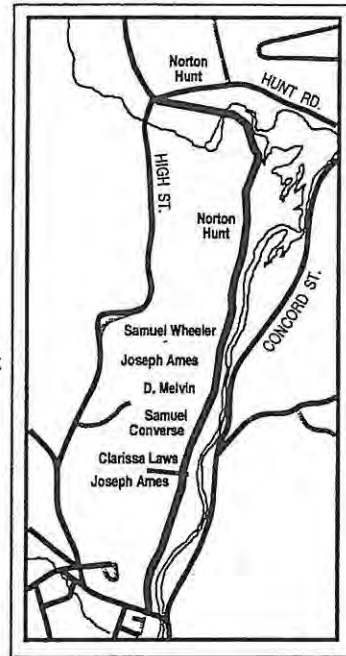 Norton
Hunt
HUNT RD.
HIGH ST.
Norton
Hunt
CONCORD ST.
Samuel Wheeler
Joseph Ames
D. Melvin
Samuel
Converse
Clarissa Laws
Joseph Ames